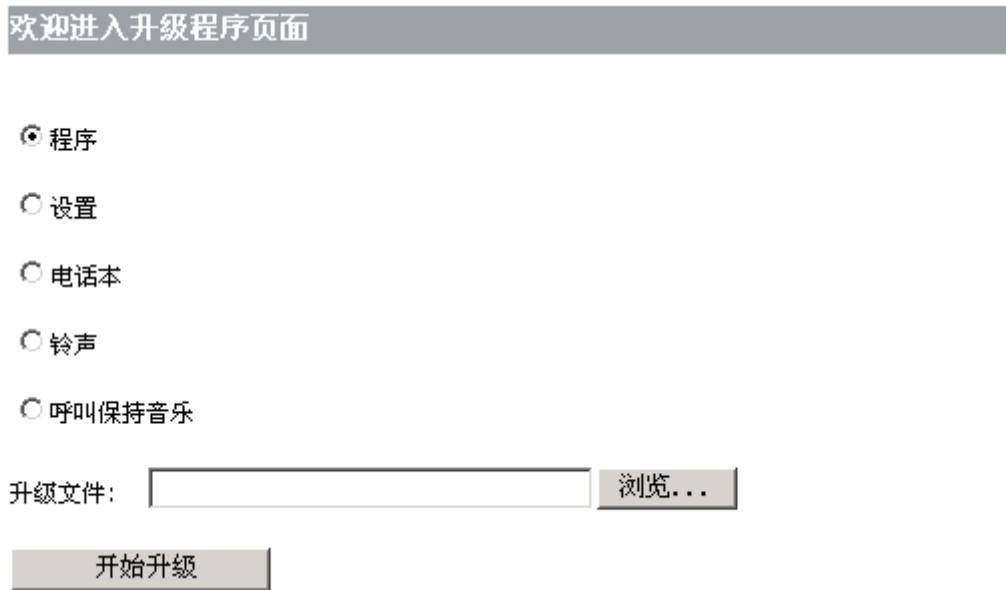 欢迎进入升级程序页面
程序
设置
电话本
铃声
呼叫保持音乐
升级文件: 浏览...
开始升级